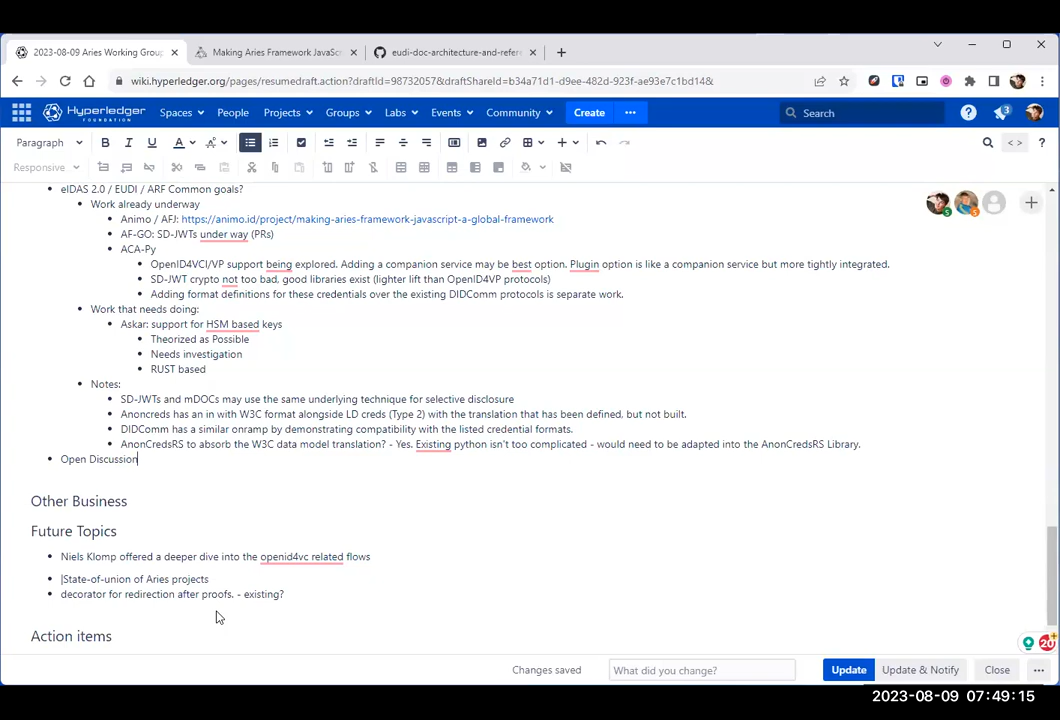 2023-08-09 Aries Working Group
Making Aries Framework JavaSc
eudi-doc-architecture-and-refere
wiki.hyperledger.org/pages/resumedraft.action?draftId=98732057&draftShareId=b34a71d1-d9ee-482d-923f-ae93e7c1bd14&
HYPERLEDGER
FOUNDATION
Spaces
People
Projects
Groups
Labs
Events
Community
Create
Search
3
Paragraph
B
I
U
A
Responsive
eIDAS 2.0 / EUDI / ARF Common goals?
Work already underway
Animo / AFJ: https://animo.id/project/making-aries-framework-javascript-a-global-framework
AF-GO: SD-JWTs under way (PRs)
ACA-Py
OpenID4VCI/VP support being explored. Adding a companion service may be best option. Plugin option is like a companion service but more tightly integrated.
SD-JWT crypto not too bad, good libraries exist (lighter lift than OpenID4VP protocols)
Adding format definitions for these credentials over the existing DIDComm protocols is separate work.
Work that needs doing:
Askar: support for HSM based keys
Theorized as Possible
Needs investigation
RUST based
Notes:
SD-JWTs and mDOCs may use the same underlying technique for selective disclosure
Anoncreds has an in with W3C format alongside LD creds (Type 2) with the translation that has been defined, but not built.
DIDComm has a similar onramp by demonstrating compatibility with the listed credential formats.
AnonCredsRS to absorb the W3C data model translation? - Yes. Existing python isn't too complicated - would need to be adapted into the AnonCredsRS Library.
Open Discussion
Other Business
Future Topics
Niels Klomp offered a deeper dive into the openid4vc related flows
|State-of-union of Aries projects
decorator for redirection after proofs. - existing?
Action items
20
Changes saved
What did you change?
Update
Update & Notify
Close
2023-08-09 07:49:15